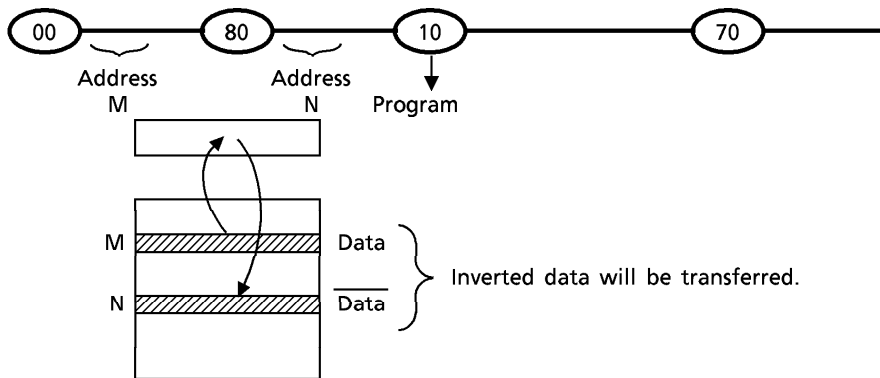 00 80 10 70
Address Address
M N Program
M Data
N Data
Inverted data will be transferred.